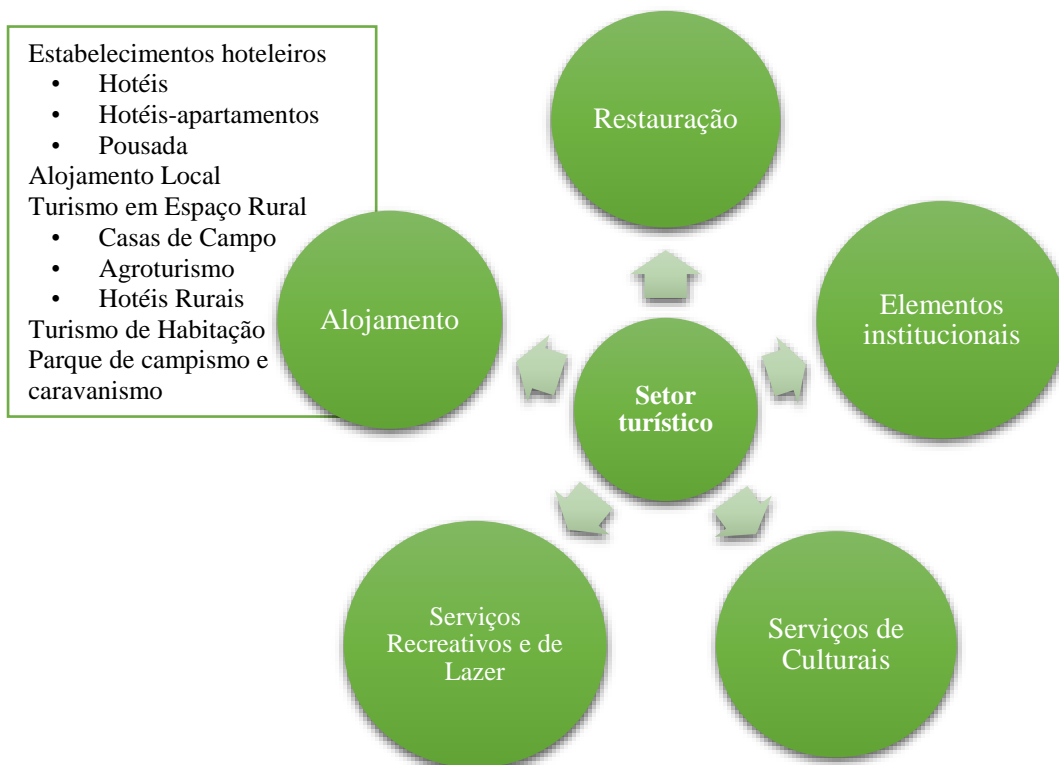 Estabelecimentos hoteleiros
• Hotéis
• Hotéis-apartamentos
• Pousada
Alojamento Local
Turismo em Espaço Rural
• Casas de Campo
• Agroturismo
• Hotéis Rurais
Turismo de Habitação
Parque de campismo e
caravanismo
Restauração
Alojamento
Elementos
institucionais
Setor
turístico
Serviços
Recreativos e de
Lazer
Serviços de
Culturais